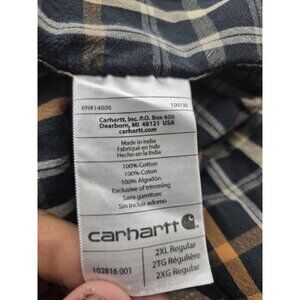 RN#14806 100139
Carhartt, Inc. P.O. Box 600
Dearborn, MI 48121 USA
carhartt.com
Made in India
Fabriqué en Inde
Hecho en la India
100% Cotton
100% Cotton
100% Algodón
Exclusive of trimming
Sans garniture
Sin incluir adorno
carhartt
102816 001
2XL Regular
2TG Régulière
2XG Regular